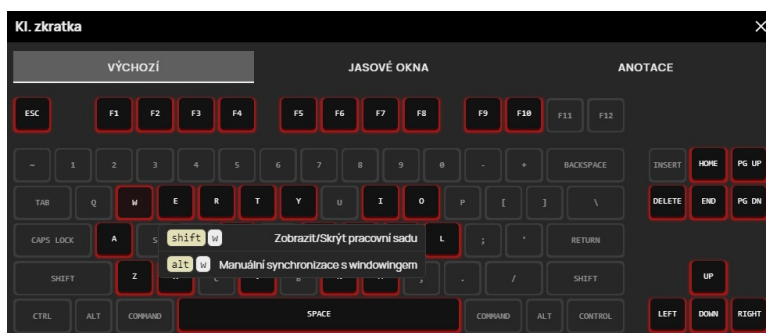 Kl. zkratka
VÝCHOZÍ JASOVÉ OKNA ANOTACE
ESC F1 F2 F3 F4 F5 F6 F7 F8 F9 F10 F11 F12
~ 1 2 3 4 5 6 7 8 9 0 - + BACKSPACE INSERT HOME PG UP
TAB Q W E R T Y U I O P [ ] \ DELETE END PG DN
CAPS LOCK A S L ; ' RETURN
shift W Zobrazit/Skrýt pracovní sadu
alt W Manuální synchronizace s windowingem
SHIFT Z . / SHIFT UP
CTRL ALT COMMAND SPACE COMMAND ALT CONTROL LEFT DOWN RIGHT